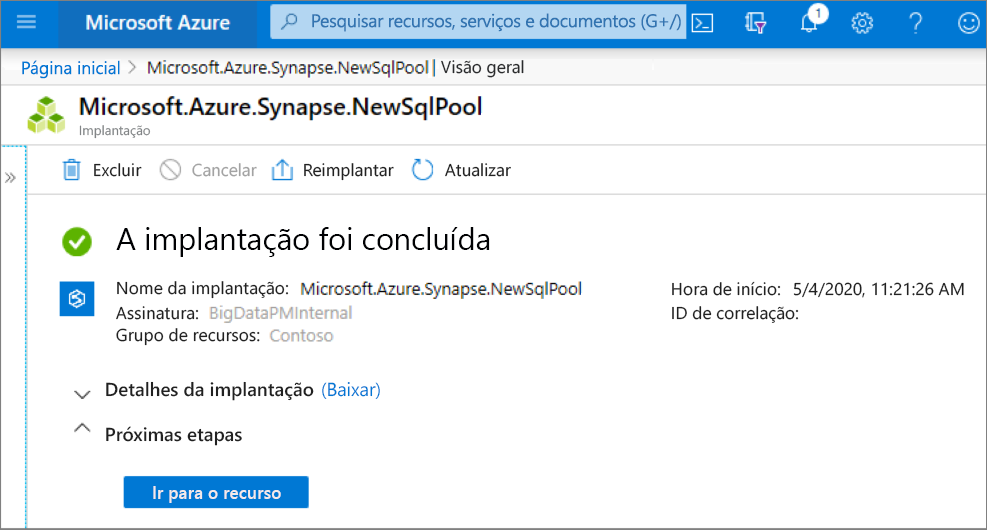 Microsoft Azure Pesquisar recursos, serviços e documentos (G+/) 1
Página inicial > Microsoft.Azure.Synapse.NewSqlPool | Visão geral
Microsoft.Azure.Synapse.NewSqlPool
Implantação
Excluir Cancelar Reimplantar Atualizar
A implantação foi concluída
Nome da implantação: Microsoft.Azure.Synapse.NewSqlPool Hora de início: 5/4/2020, 11:21:26 AM
Assinatura: BigDataPMInternal ID de correlação:
Grupo de recursos: Contoso
Detalhes da implantação (Baixar)
Próximas etapas
Ir para o recurso